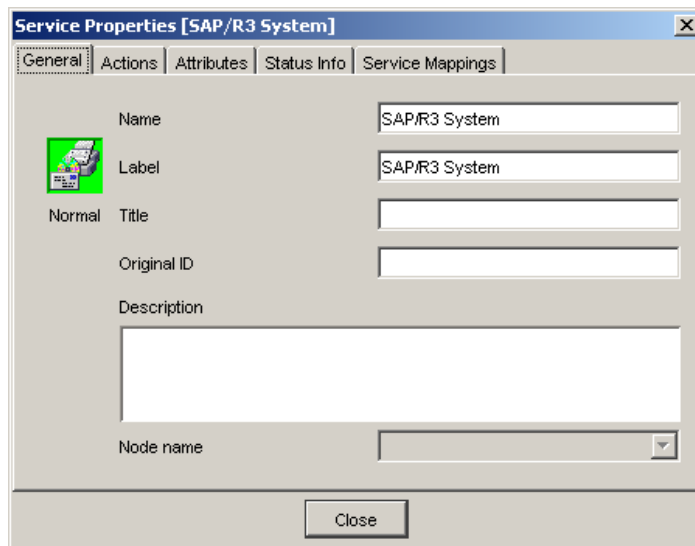 Service Properties [SAP/R3 System]
General Actions Attributes Status Info Service Mappings
Name SAP/R3 System
Label SAP/R3 System
Normal Title
Original ID
Description
Node name
Close